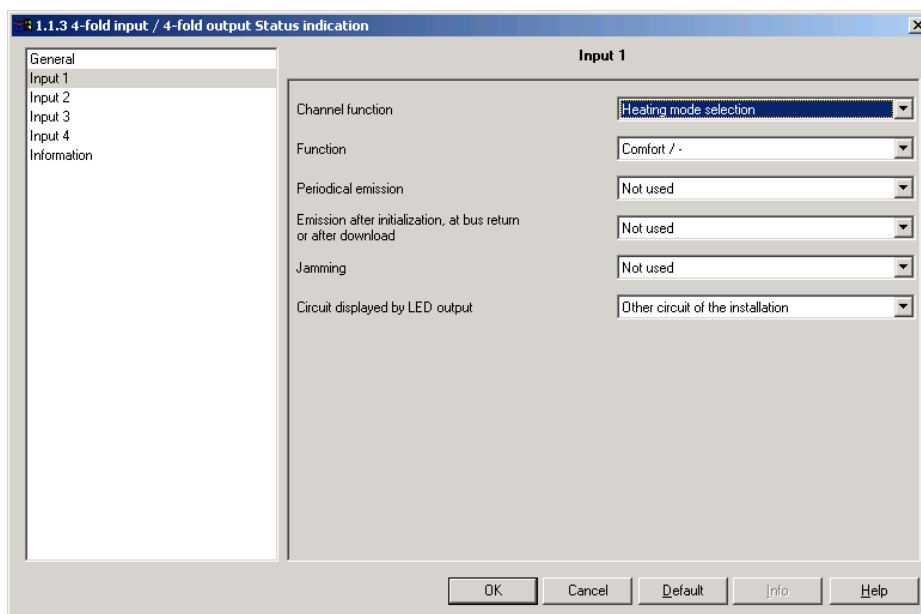 1.1.3 4-fold input / 4-fold output Status indication
General
Input 1
Input 2
Input 3
Input 4
Information
Input 1
Channel function
Heating mode selection
Function
Comfort / -
Periodical emission
Not used
Emission after initialization, at bus return
or after download
Not used
Jamming
Not used
Circuit displayed by LED output
Other circuit of the installation
OK
Cancel
Default
Info
Help